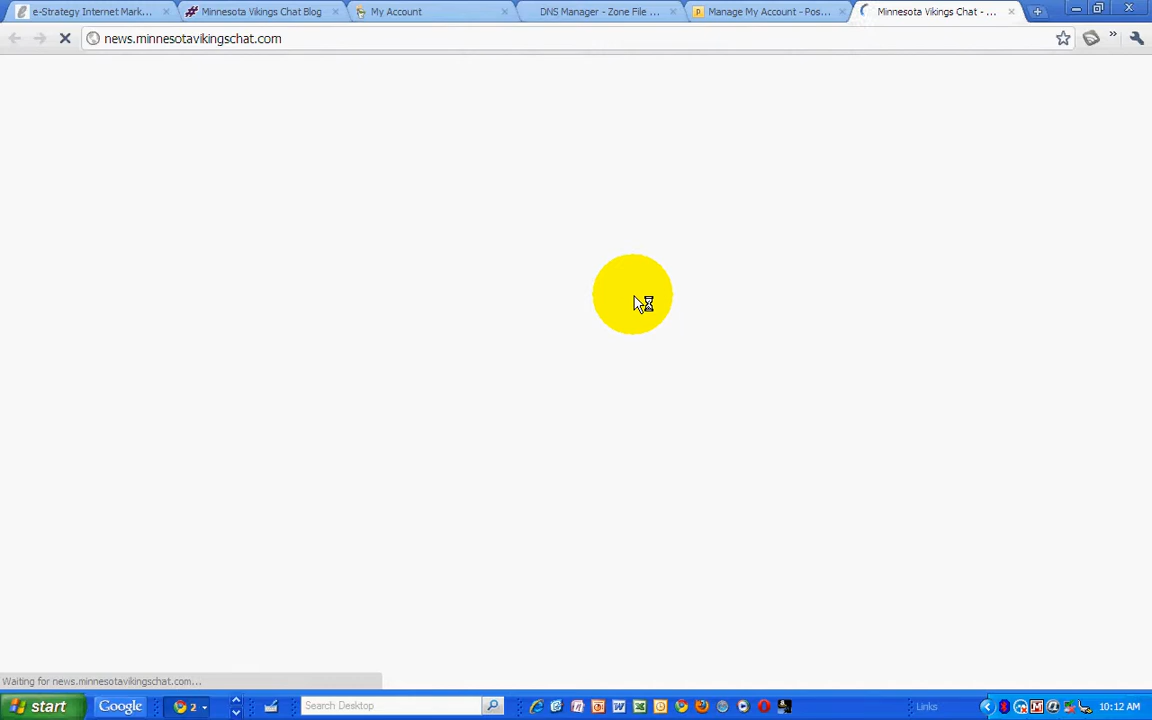 e-Strategy Internet Mark...
Minnesota Vikings Chat Blog
My Account
DNS Manager - Zone File ...
Manage My Account - Pos...
Minnesota Vikings Chat - ...
news.minnesotavikingschat.com
Waiting for news.minnesotavikingschat.com...
start
Google
2
Search Desktop
Links
10:12 AM